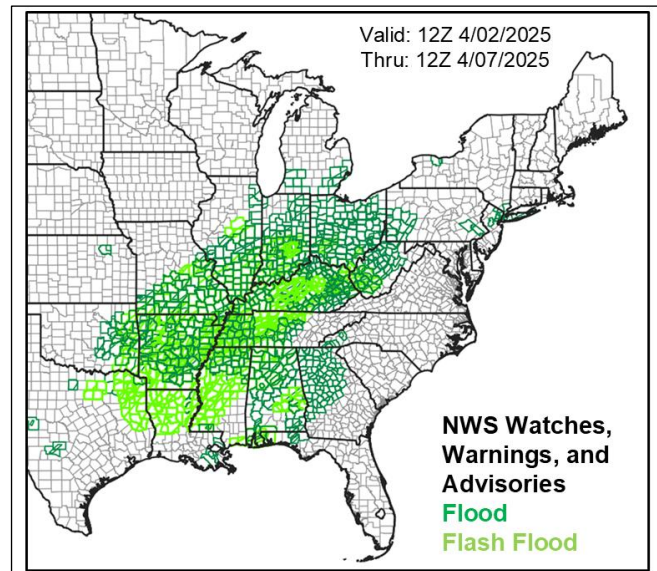 Valid: 12Z 4/02/2025
Thru: 12Z 4/07/2025
NWS Watches,
Warnings, and
Advisories
Flood
Flash Flood